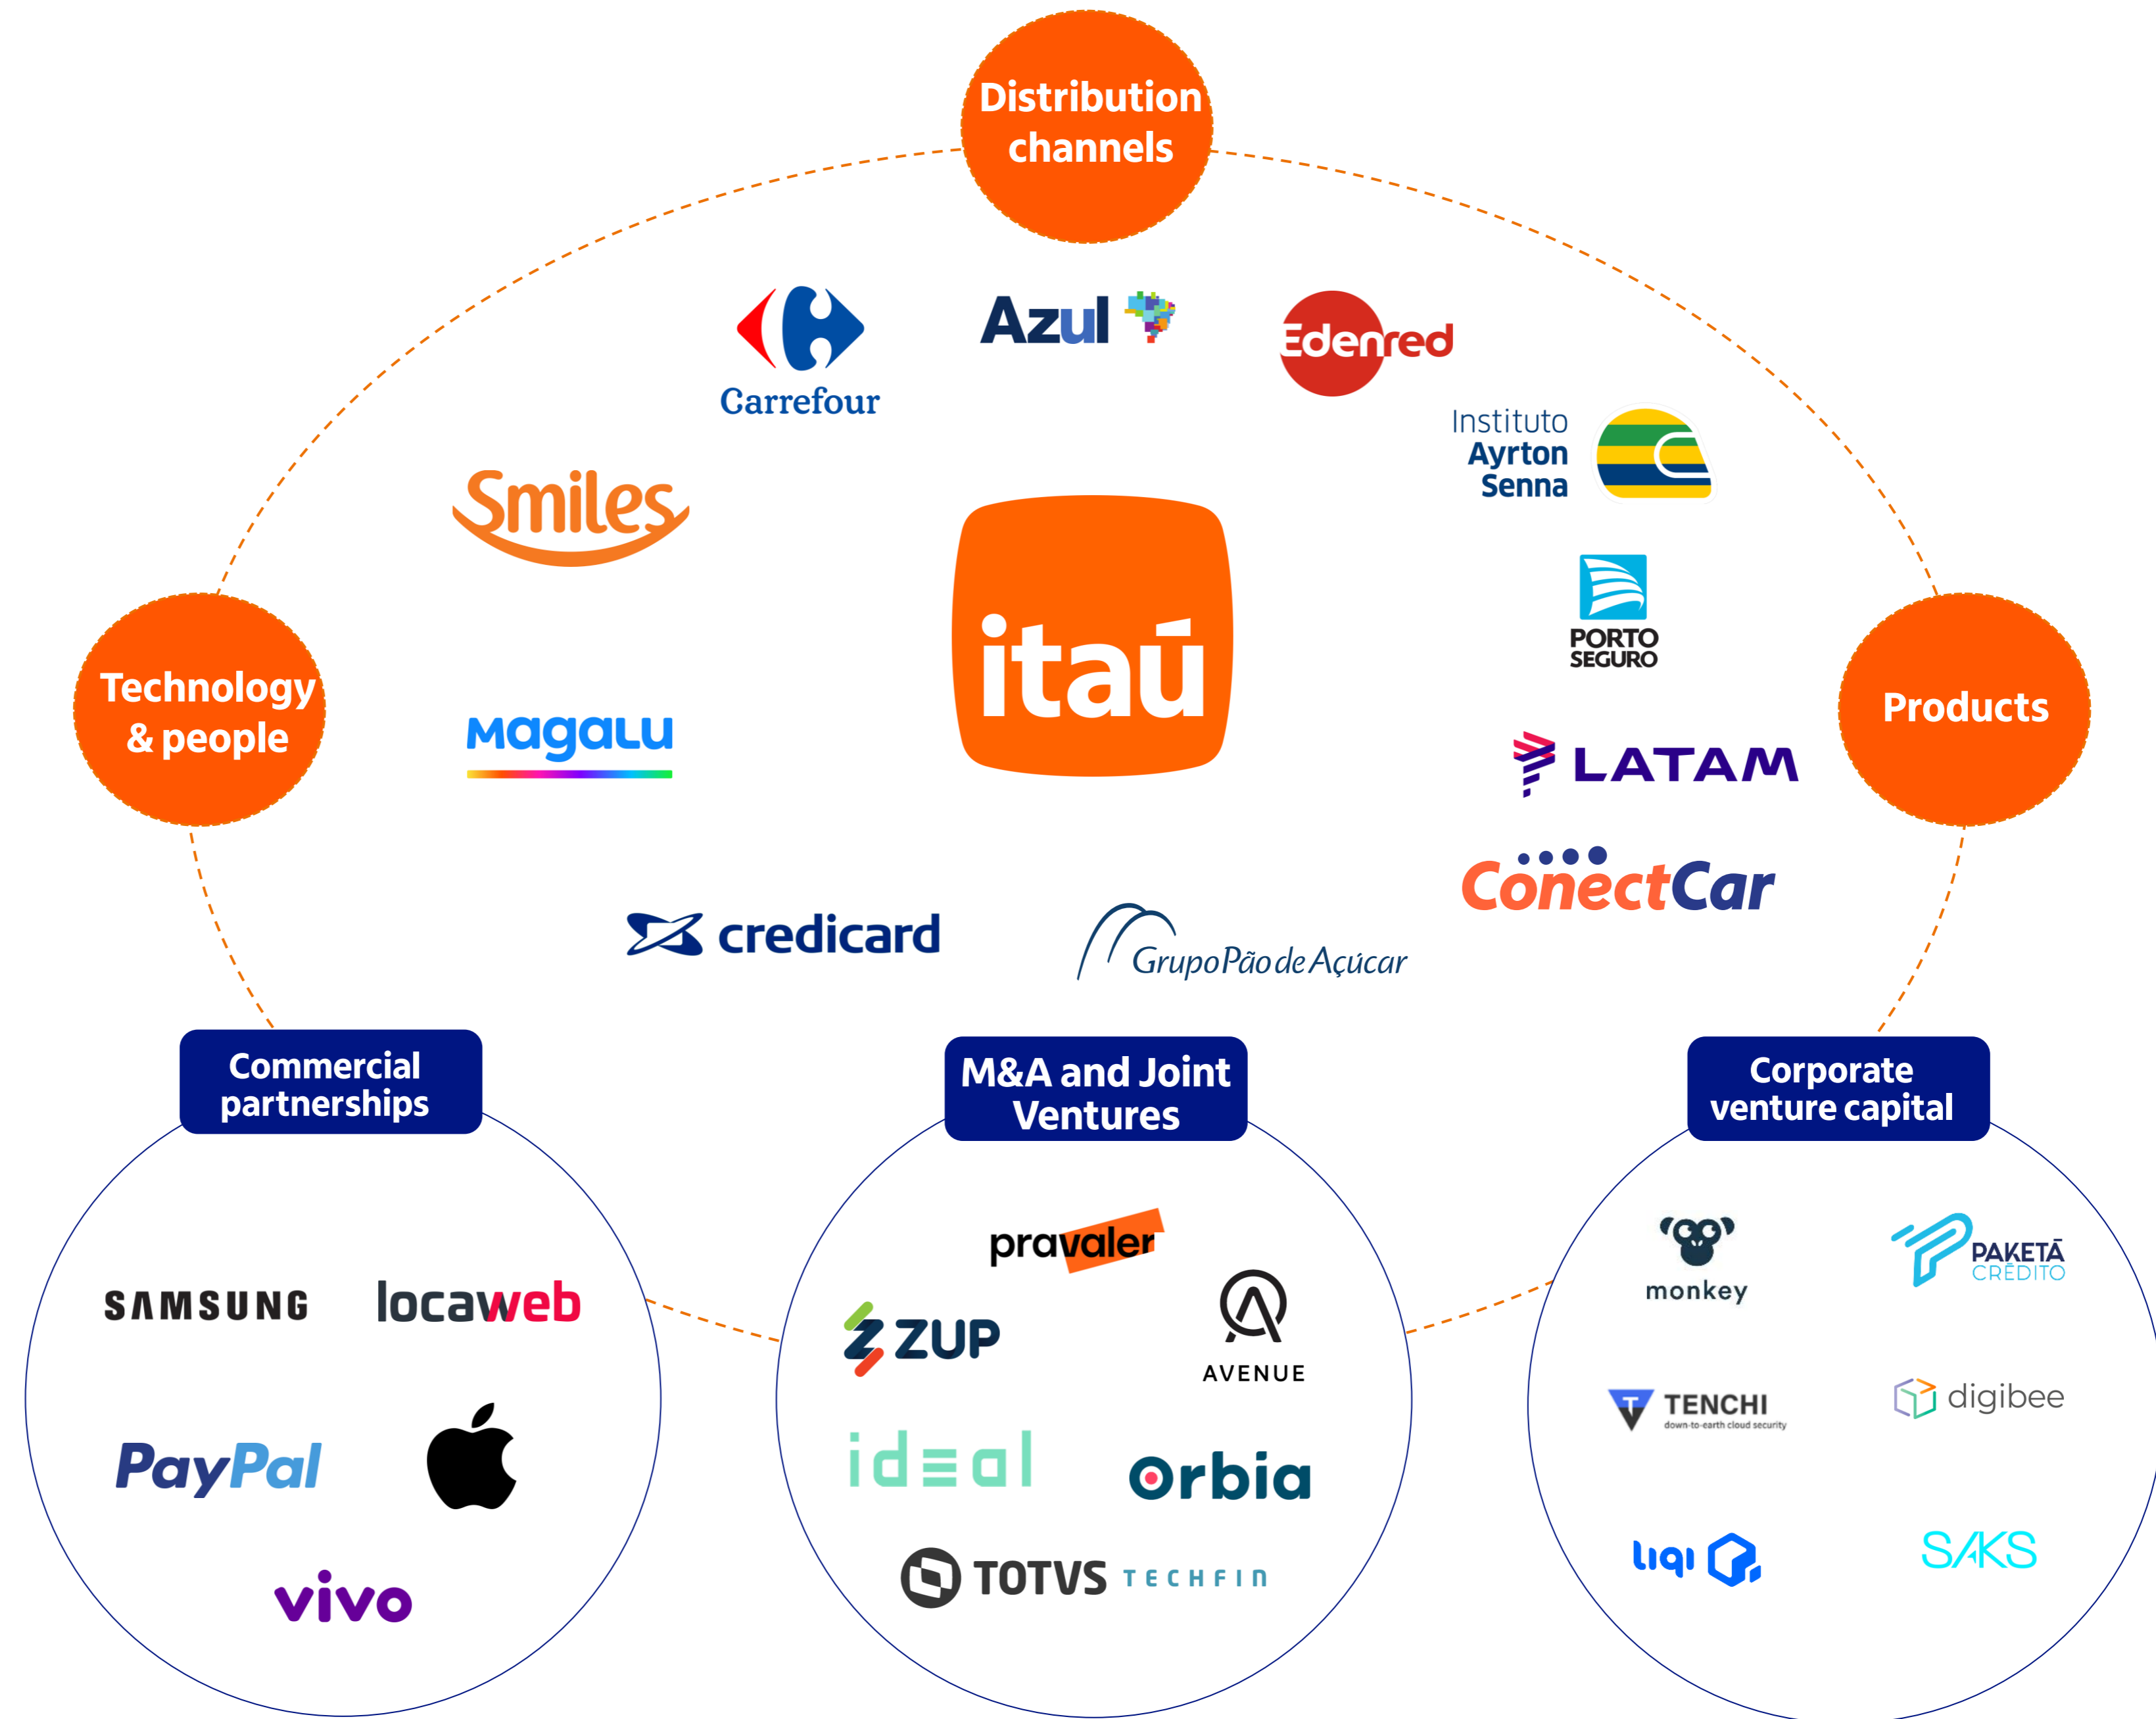 Distribution
channels
Carrefour
Azul
Edenred
Instituto
Ayrton
Senna
Smiles
itaú
PORTO
SEGURO
Technology
& people
Products
Magalu
LATAM
ConectCar
credicard
Grupo Pão de Açúcar
Commercial
partnerships
SAMSUNG
locaweb
PayPal
vivo
M&A and Joint
Ventures
pravaler
ZUP
AVENUE
ideal
Orbia
TOTVS TECHFIN
Corporate
venture capital
monkey
PAKETÁ
CRÉDITO
TENCHI
down-to-earth cloud security
digibee
liqi
SAKS